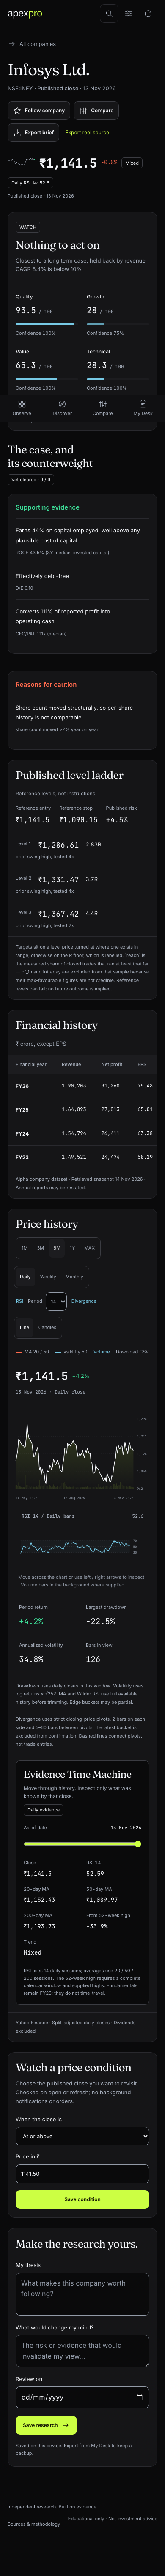 apexpro
All companies
Infosys Ltd.
NSE:INFY · Published close · 13 Nov 2026
Follow company
Compare
Export brief
Export reel source
₹1,141.5 -0.8% Mixed
Daily RSI 14: 52.6
Published close · 13 Nov 2026
WATCH
Nothing to act on
Closest to a long term field, held back by revenue
CAGR 8.4% is below 10%
Quality
93.5 / 100
Confidence 100%
Growth
28 / 100
Confidence 75%
Value
65.3 / 100
Confidence 100%
Technical
28.3 / 100
Confidence 100%
Observe
Discover
Compare
My Desk
The case, and
its counterweight
Vet cleared · 9 / 9
Supporting evidence
Earns 44% on capital employed, well above any
plausible cost of capital
ROCE 43.5% (3Y median, invested capital)
Effectively debt-free
D/E 0.10
Converts 111% of reported profit into
operating cash
CFO/PAT 1.11x (median)
Reasons for caution
Share count moved structurally, so per-share
history is not comparable
share count moved +2% year on year
Published level ladder
Reference levels, not instructions
Reference entry
₹1,141.5
Reference stop
₹1,090.15
Published risk
+4.5%
Level 1 ₹1,286.61 2.83R
prior swing high, tested 4x
Level 2 ₹1,331.47 3.7R
prior swing high, tested 4x
Level 3 ₹1,367.42 4.4R
prior swing high, tested 2x
Targets sit on a level price turned at where one exists in
range, otherwise on the R floor, which is labelled. 'reach' is
the measured share of closed trades that ran at least that far
reference
levels can fail; no future outcome is implied.
Financial history
₹ crore, except EPS
Financial year Revenue Net profit EPS
FY26 1,90,203 31,260 75.48
FY25 1,64,893 27,013 65.01
FY24 1,54,794 26,411 63.38
FY23 1,49,521 24,474 58.29
Alpha company dataset · Retrieved snapshot 14 Nov 2026 ·
Annual reports may be restated.
Price history
1M 3M 6M 1Y MAX
Daily Weekly Monthly
RSI Period 14 Divergence
Line Candles
MA 20 / 50 vs Nifty 50 Volume Download CSV
₹1,141.5 +4.2%
13 Nov 2026 · Daily close
RSI 14 / Daily bars 52.6
Move across the chart or use left / right arrows to inspect
· Volume bars in the background where supplied
Period return
+4.2%
Largest drawdown
-22.5%
Annualized volatility
34.8%
Bars in view
126
Drawdown uses daily closes in this window. Volatility uses
log returns × √252. MA and Wilder RSI use full available
history before trimming. Edge buckets may be partial.
Divergence uses strict closing-price pivots, 2 bars on each
side and 5–60 bars between pivots; the latest bucket is
excluded from confirmation. Dashed lines connect pivots,
not trade entries.
Evidence Time Machine
Move through history. Inspect only what was
known by that close.
Daily evidence
As-of date 13 Nov 2026
Close
₹1,141.5
RSI 14
52.59
20-day MA
₹1,152.43
50-day MA
₹1,089.97
200-day MA
₹1,193.73
From 52-week high
-33.9%
Trend
Mixed
RSI uses 14 daily sessions; averages use 20 / 50 /
200 sessions. The 52-week high requires a complete
calendar window and supplied highs. Fundamentals
remain FY26; they do not time-travel.
Yahoo Finance · Split-adjusted daily closes · Dividends
excluded
Watch a price condition
Choose the published close you want to revisit.
Checked on open or refresh; no background
notifications or orders.
When the close is
At or above
Price in ₹
1141.50
Save condition
Make the research yours.
My thesis
What makes this company worth
following?
What would change my mind?
The risk or evidence that would
invalidate my view...
Review on
dd/mm/yyyy
Save research
Saved on this device. Export from My Desk to keep a
backup.
Independent research. Built on evidence.
Educational only · Not investment advice
Sources & methodology